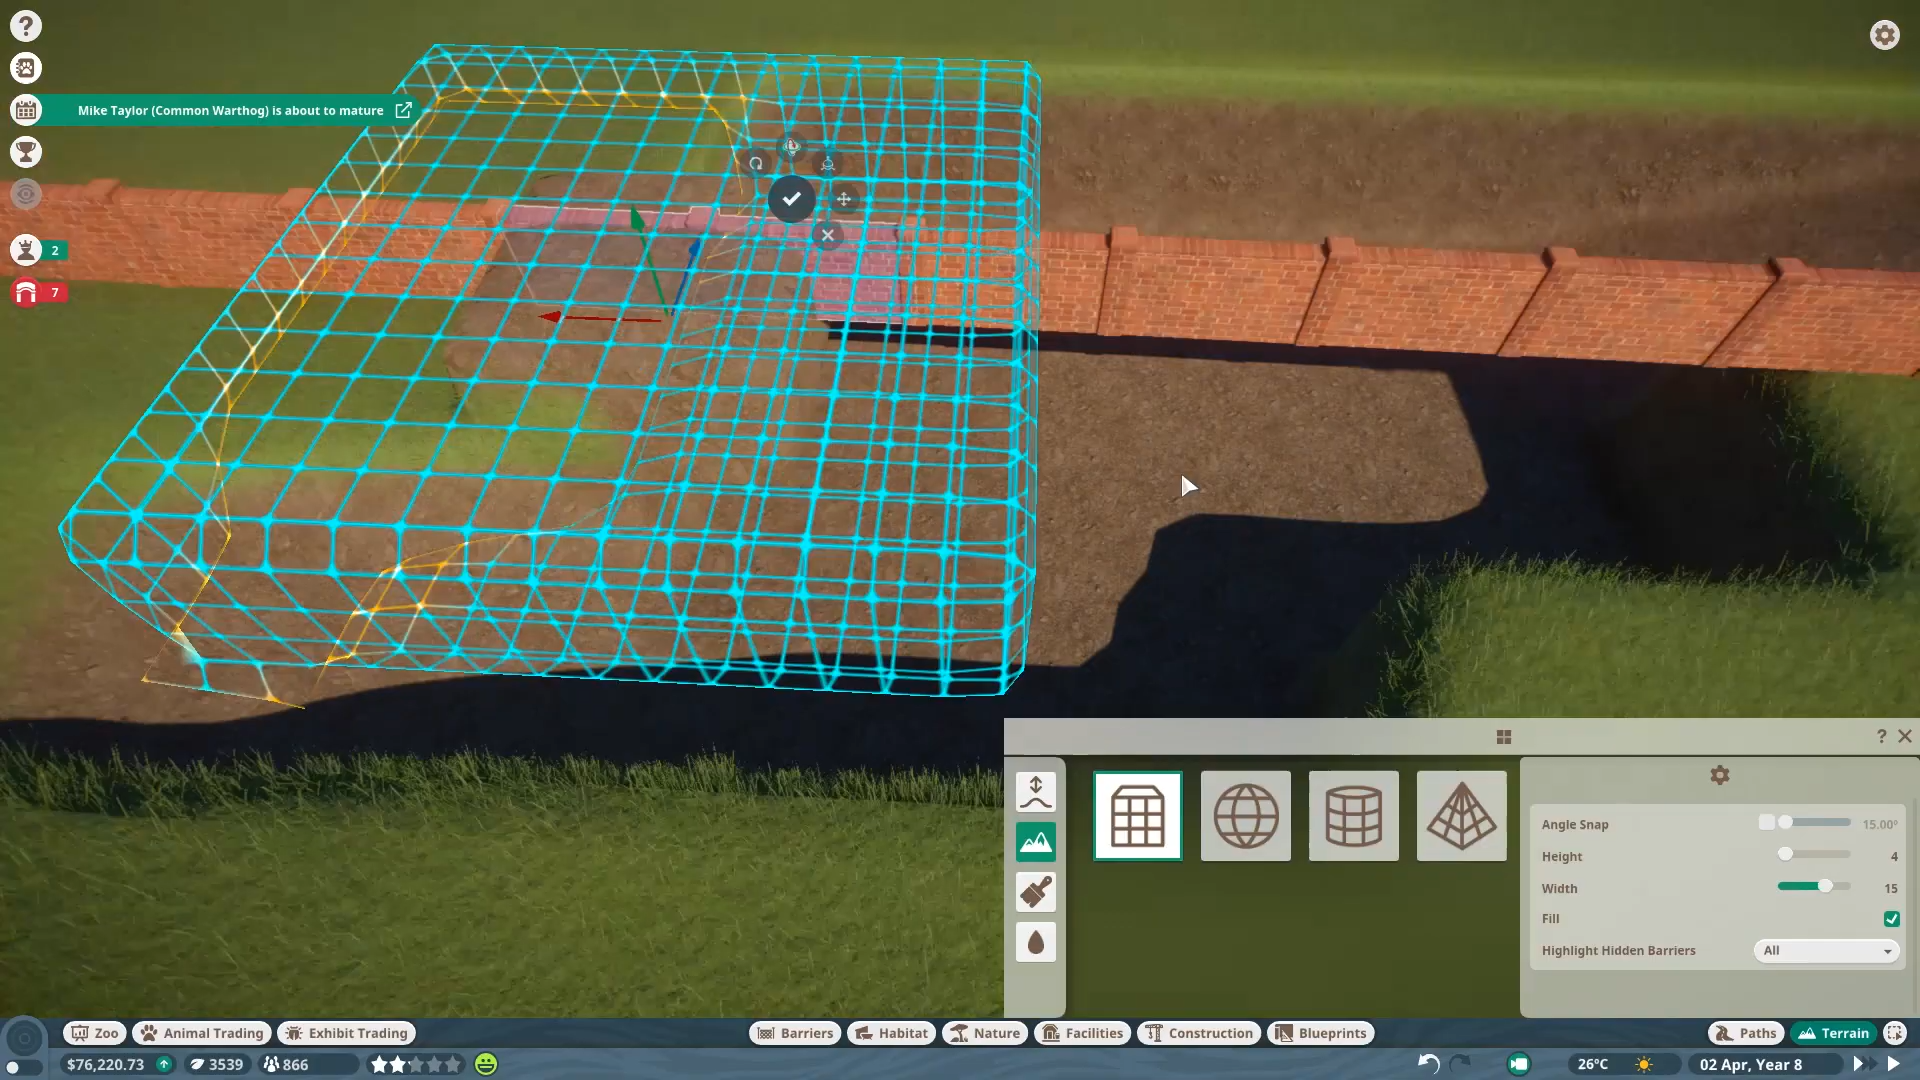 ?
Mike Taylor (Common Warthog) is about to mature
2
7
? 
Angle Snap 15.00°
Height 4
Width 15
Fill
Highlight Hidden Barriers All
Zoo Animal Trading Exhibit Trading Barriers Habitat Nature Facilities Construction Blueprints Paths Terrain
$76,220.73 3539 866 26°C 02 Apr, Year 8